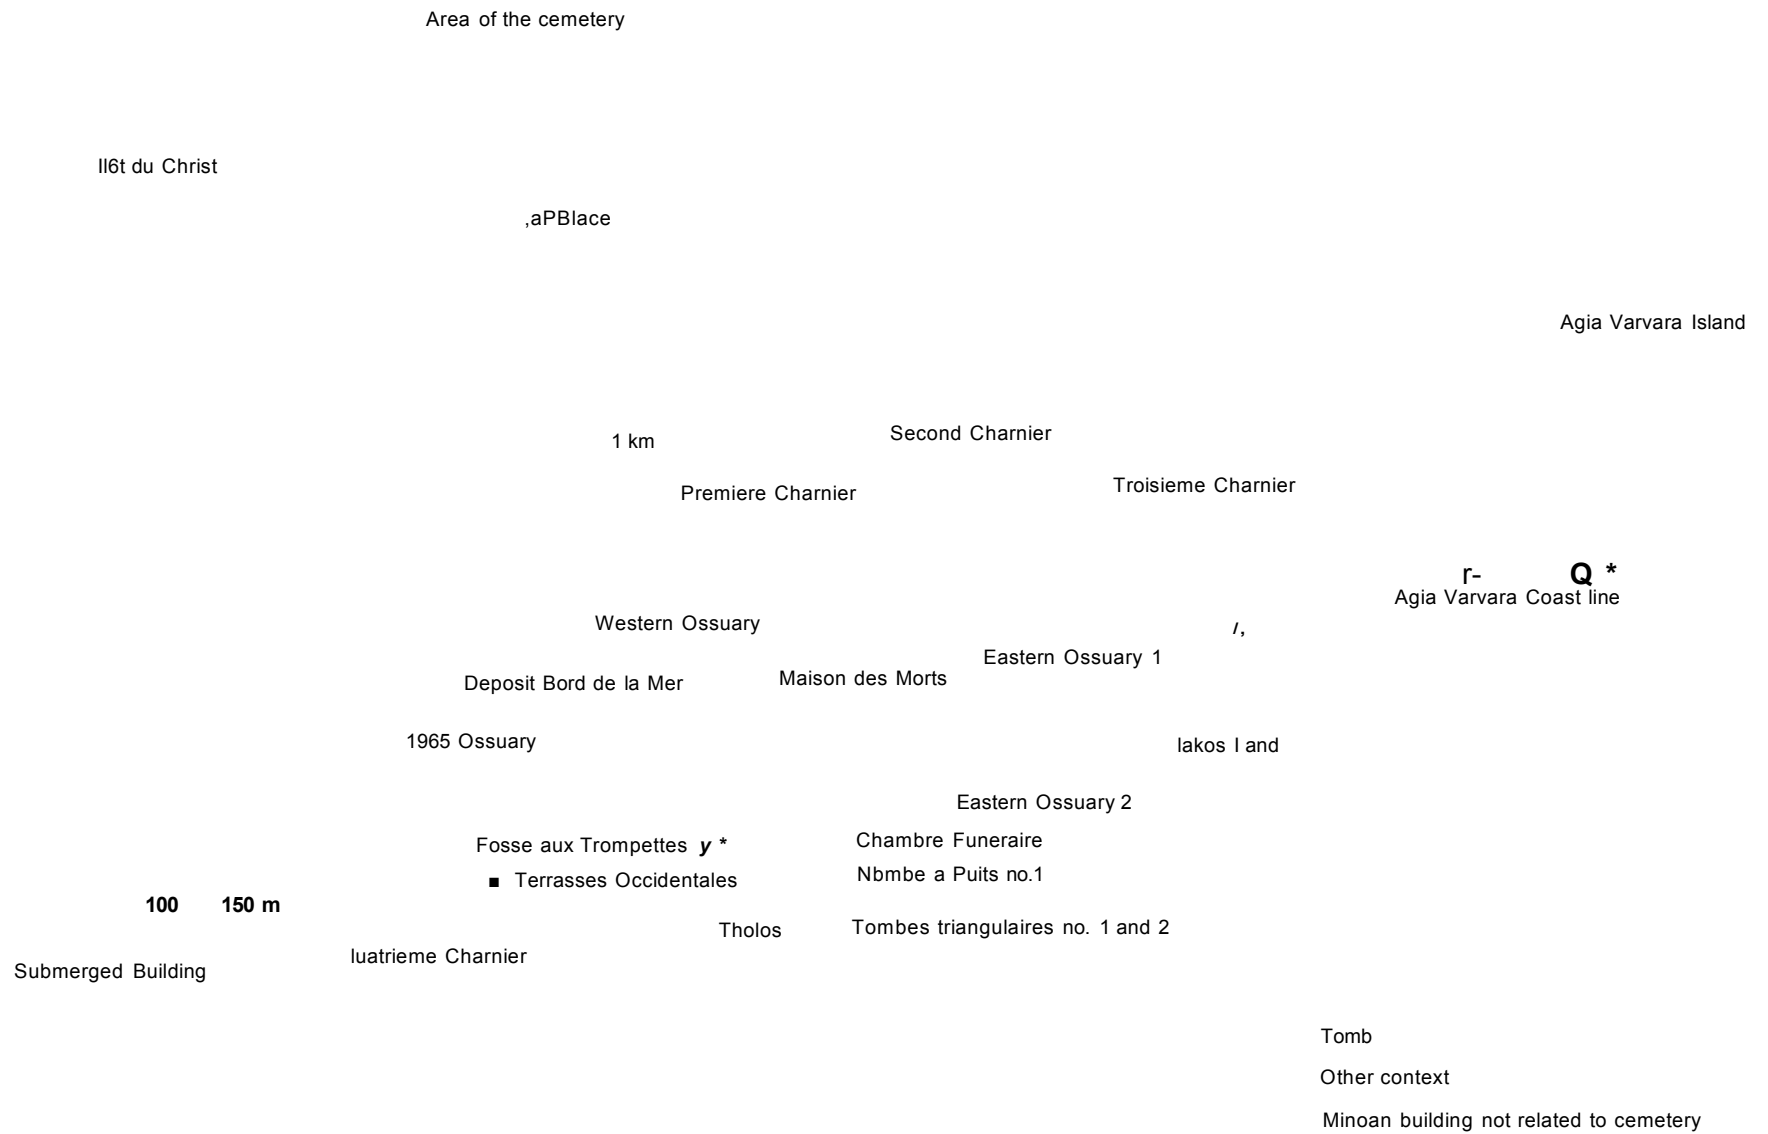 Area of the cemetery
Il6t du Christ
,aPBlace
Agia Varvara Island
1 km
Second Charnier
Premiere Charnier
Troisieme Charnier
r- Q *
Agia Varvara Coast line
Western Ossuary
/,
Eastern Ossuary 1
Deposit Bord de la Mer
Maison des Morts
1965 Ossuary
lakos I and
Eastern Ossuary 2
Fosse aux Trompettes y *
Chambre Funeraire
■ Terrasses Occidentales
Nbmbe a Puits no.1
100 150 m
Tholos
Tombes triangulaires no. 1 and 2
luatrieme Charnier
Submerged Building
Tomb
Other context
Minoan building not related to cemetery